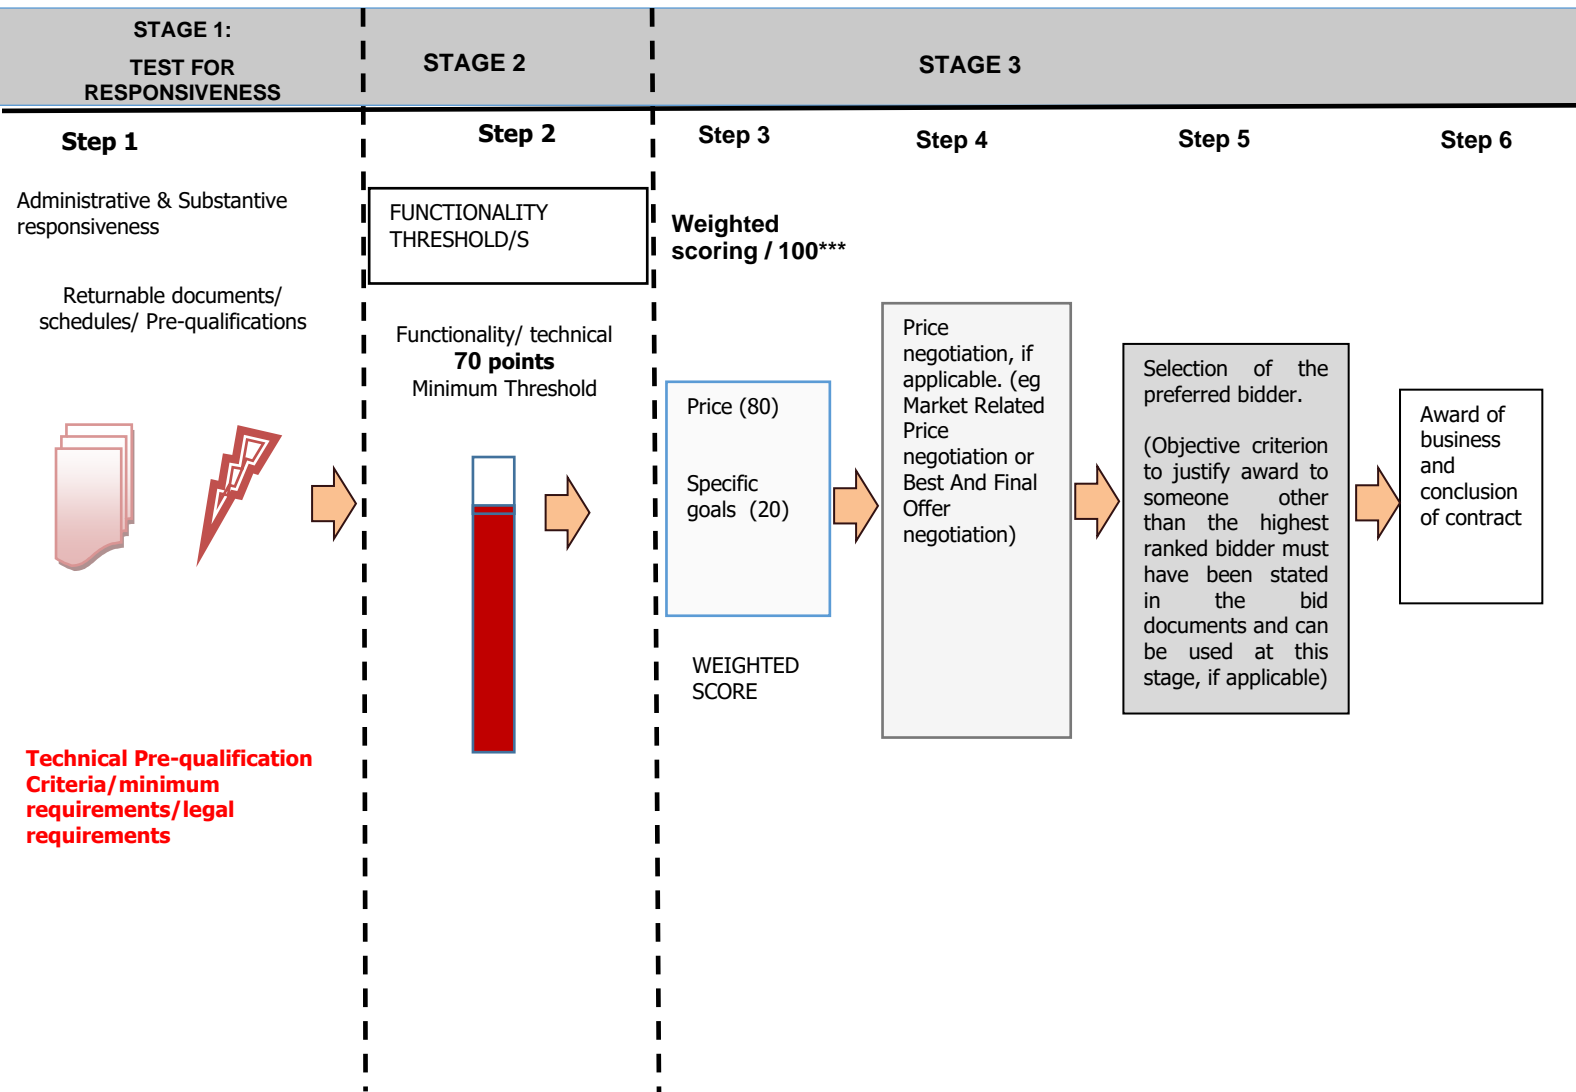 STAGE 1:
TEST FOR
RESPONSIVENESS
STAGE 2
STAGE 3
Step 1
Step 2
Step 3
Step 4
Step 5
Step 6
Administrative & Substantive
responsiveness
Returnable documents/
schedules/ Pre-qualifications
Technical Pre-qualification
Criteria/minimum
requirements/legal
requirements
FUNCTIONALITY
THRESHOLD/S
Functionality/ technical
70 points
Minimum Threshold
Weighted
scoring / 100***
Price (80)
Specific
goals (20)
WEIGHTED
SCORE
Price
negotiation, if
applicable. (eg
Market Related
Price
negotiation or
Best And Final
Offer
negotiation)
Selection of the
preferred bidder.
(Objective criterion
to justify award to
someone other
than the highest
ranked bidder must
have been stated
in the bid
documents and can
be used at this
stage, if applicable)
Award of
business
and
conclusion
of contract